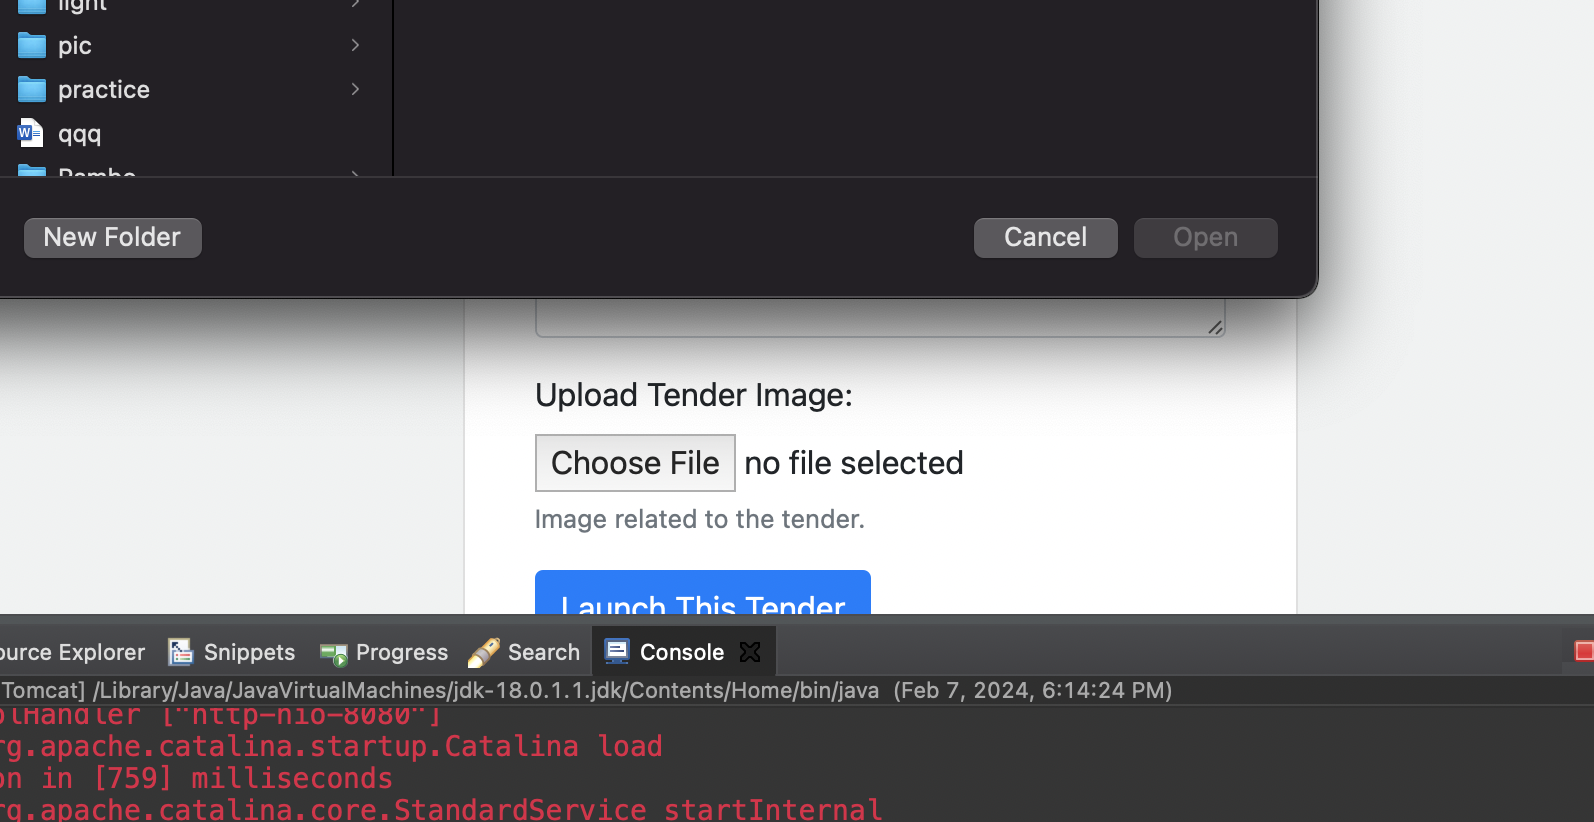 light
pic
practice
qqq
New Folder
Cancel
Open
Upload Tender Image:
Choose File no file selected
Image related to the tender.
Launch This Tender
ource Explorer
Snippets
Progress
Search
Console
Tomcat] /Library/Java/JavaVirtualMachines/jdk-18.0.1.1.jdk/Contents/Home/bin/java (Feb 7, 2024, 6:14:24 PM)
olHandler ["http-nio-8080"]
rg.apache.catalina.startup.Catalina load
on in [759] milliseconds
rg.apache.catalina.core.StandardService startInternal